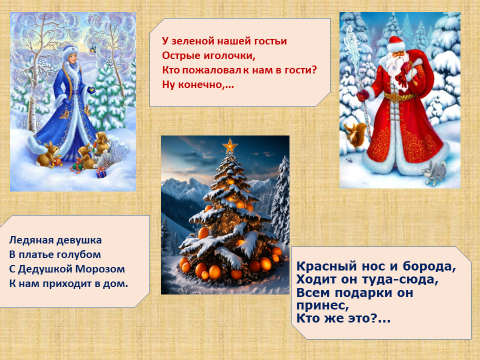 У зеленой нашей гостьи
Острые иголочки,
Кто пожаловал к нам в гости?
Ну конечно,...
Ледяная девушка
В платье голубом
С Дедушкой Морозом
К нам приходит в дом.
Красный нос и борода,
Ходит он туда-сюда,
Всем подарки он
принес,
Кто же это?...